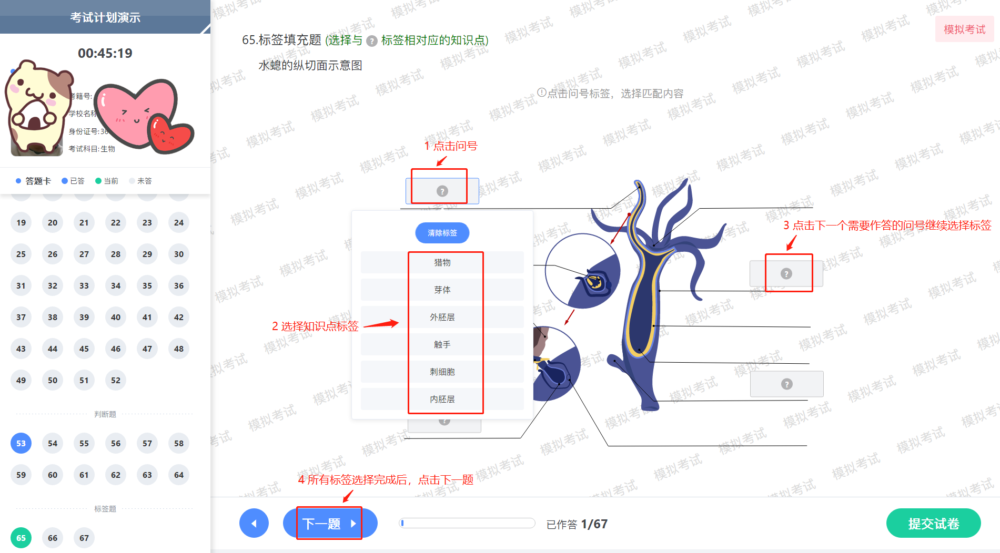 考试计划演示
00:45:19
考籍号:
学校名称
身份证号:36
考试科目:生物
答题卡 已答 当前 未答
19 20 21 22 23 24
25 26 27 28 29 30
31 32 33 34 35 36
37 38 39 40 41 42
43 44 45 46 47 48
49 50 51 52
判断题
53 54 55 56 57 58
59 60 61 62 63 64
标签题
65 66 67
模拟考试
65.标签填充题 (选择与 ? 标签相对应的知识点)
水螅的纵切面示意图
点击问号标签，选择匹配内容
1 点击问号
?
清除标签
猎物
芽体
外胚层
触手
刺细胞
内胚层
2 选择知识点标签
3 点击下一个需要作答的问号继续选择标签
?
?
?
4 所有标签选择完成后，点击下一题
下一题
已作答 1/67
提交试卷
模拟考试